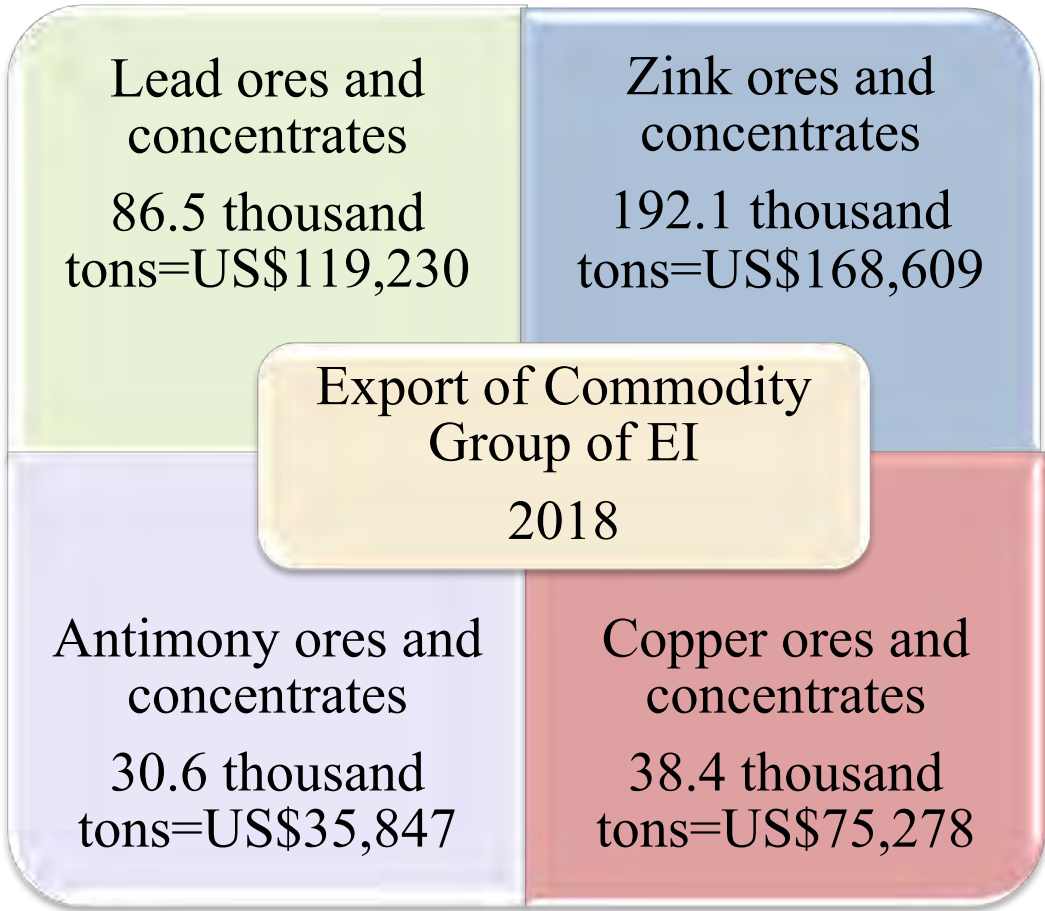 Lead ores and
concentrates
86.5 thousand
tons=US$119,230
Zink ores and
concentrates
192.1 thousand
tons=US$168,609
Export of Commodity
Group of EI
2018
Antimony ores and
concentrates
30.6 thousand
tons=US$35,847
Copper ores and
concentrates
38.4 thousand
tons=US$75,278